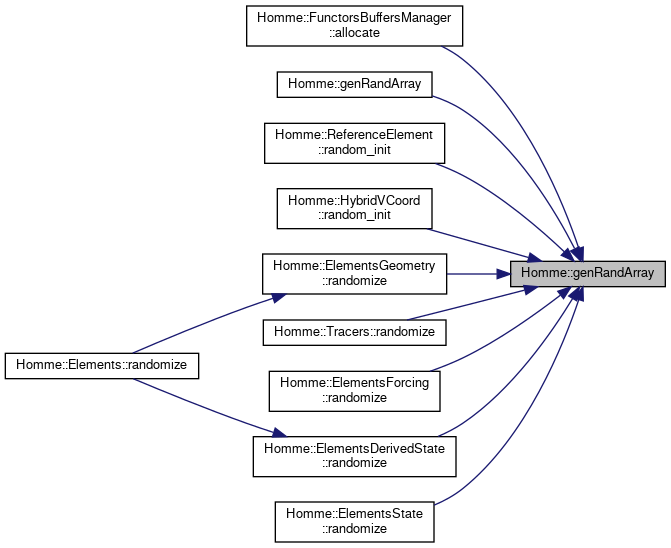 Homme::FunctorsBuffersManager
::allocate
Homme::genRandArray
Homme::ReferenceElement
::random_init
Homme::HybridVCoord
::random_init
Homme::ElementsGeometry
::randomize
Homme::genRandArray
Homme::Tracers::randomize
Homme::Elements::randomize
Homme::ElementsForcing
::randomize
Homme::ElementsDerivedState
::randomize
Homme::ElementsState
::randomize